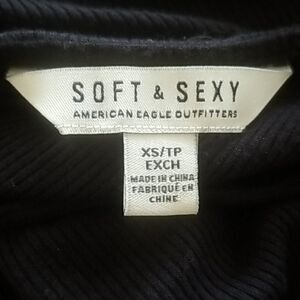 SOFT & SEXY
AMERICAN EAGLE OUTFITTERS
XS/TP
EXCH
MADE IN CHINA
FABRIQUÉ EN
CHINE